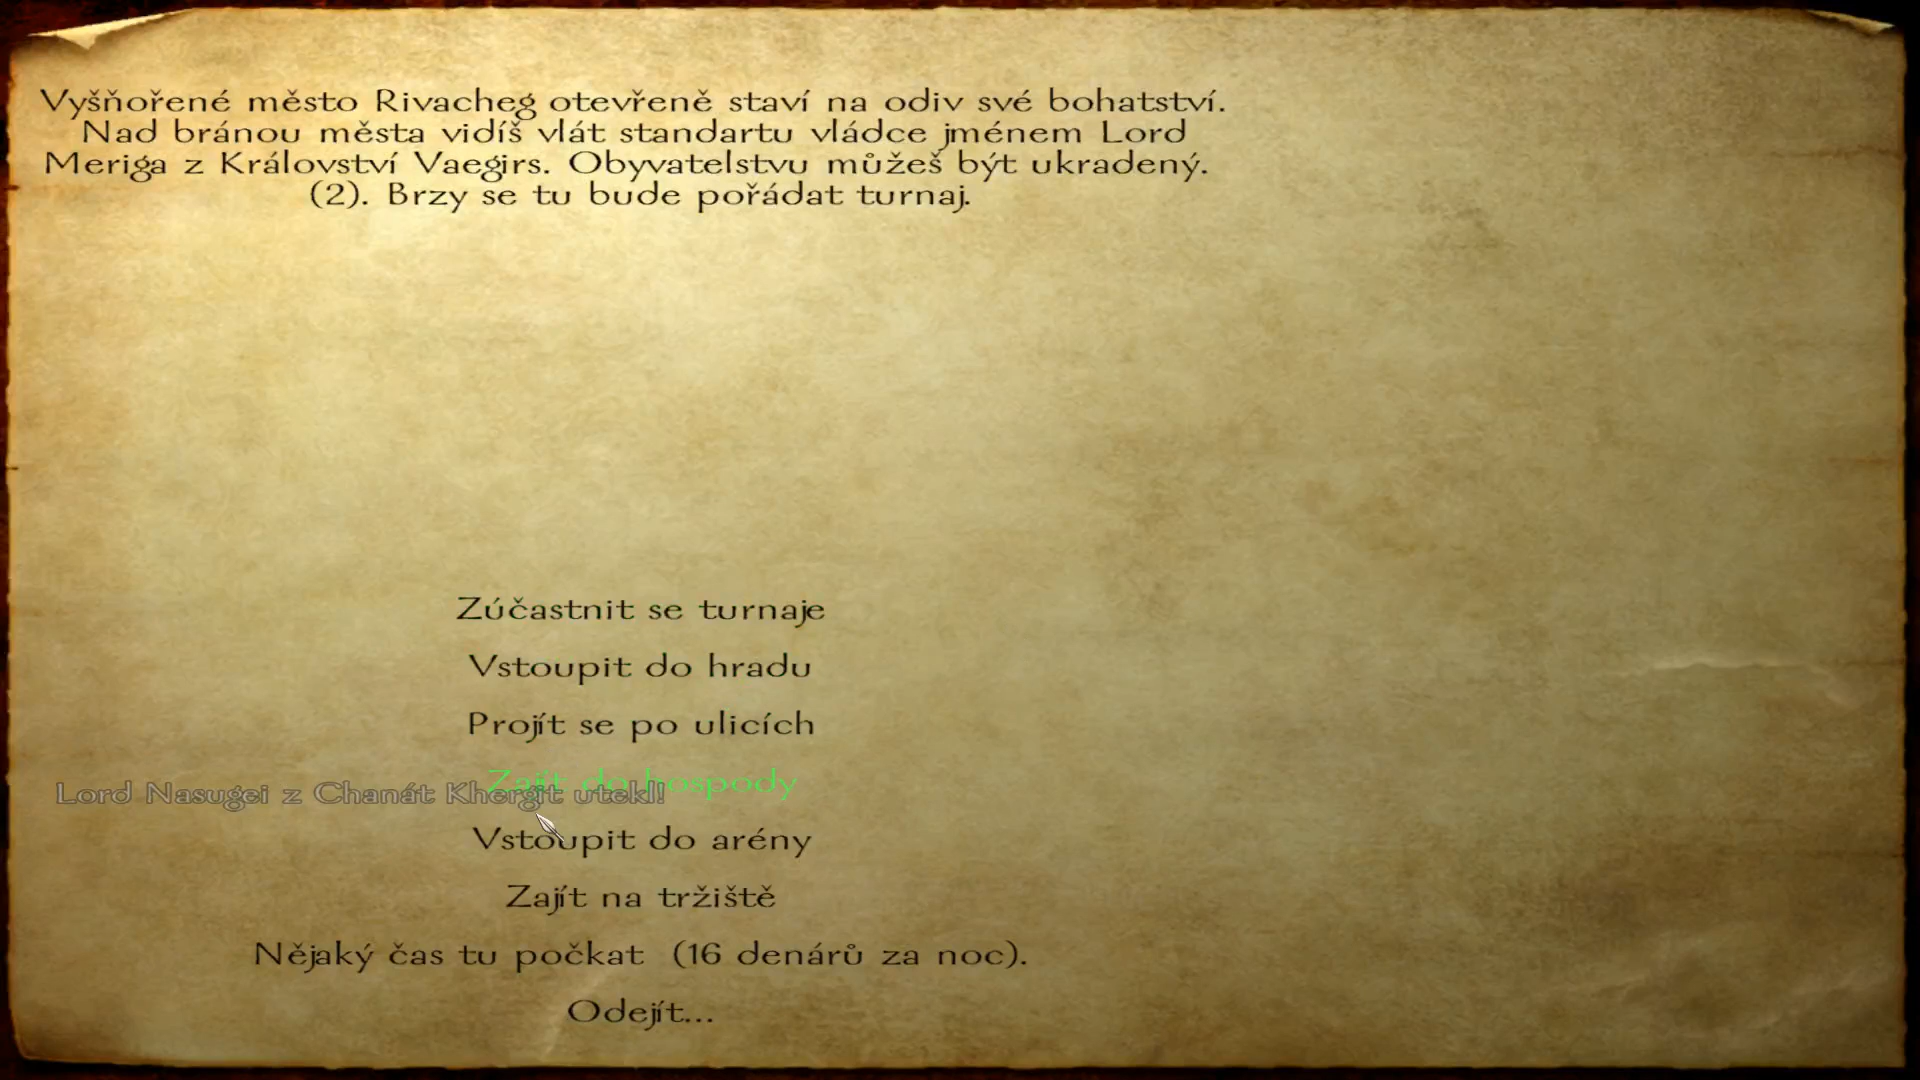 Vyšňořené město Rivacheg otevřeně staví na odiv své bohatství.
Nad bránou města vidíš vlát standartu vládce jménem Lord
Meriga z Království Vaegirs. Obyvatelstvu můžeš být ukradený.
(2). Brzy se tu bude pořádat turnaj.
Zúčastnit se turnaje
Vstoupit do hradu
Projít se po ulicích
Zajít do hospody
Lord Nasugei z Chanát Khergit utekl!
Vstoupit do arény
Zajít na tržiště
Nějaký čas tu počkat (16 denárů za noc).
Odejít...